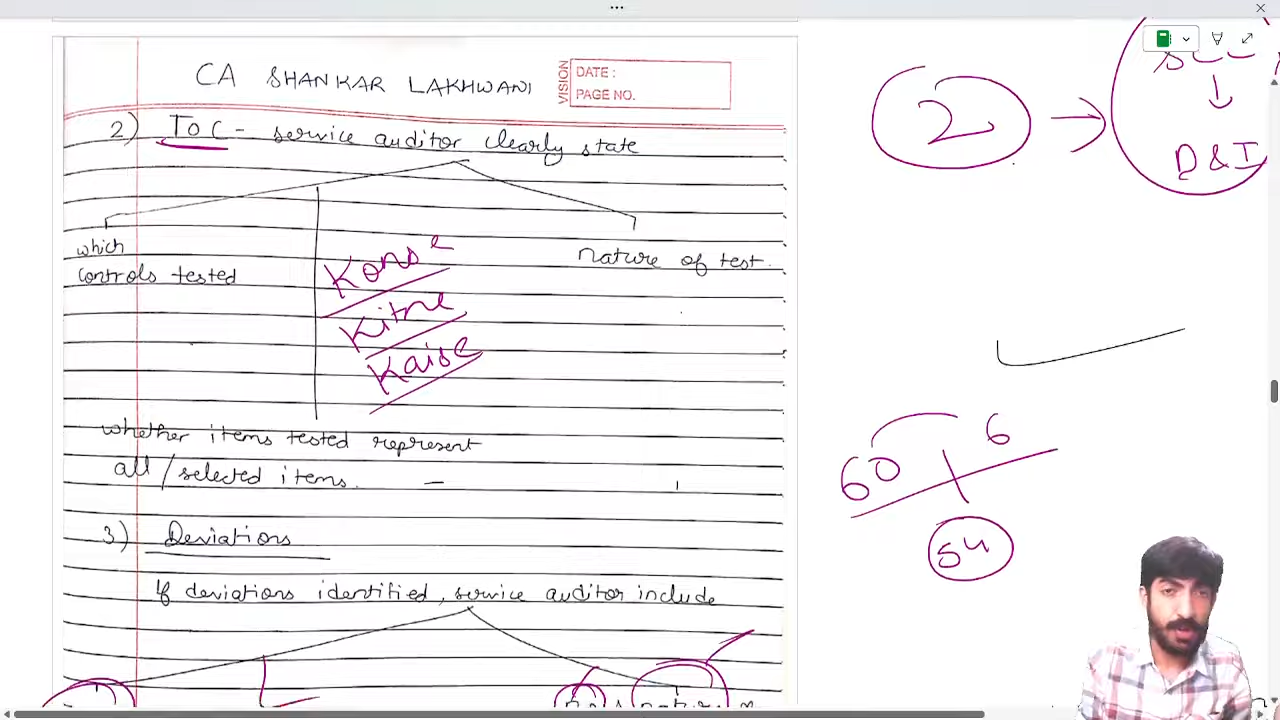 CA SHANKAR LAKHWANI
VISION
DATE :
PAGE NO.
2) TOC - service auditor clearly state
which
controls tested
nature of test.
Konse
Kitne
Kaise
whether items tested represent
all / selected items.
3) Deviations
If deviations identified, service auditor include
2 →
D & I
60 6
54